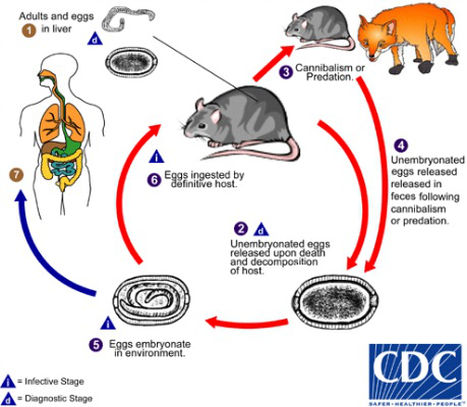 Adults and eggs
in liver
1
d
3 Cannibalism or
Predation.
4
Unembryonated
eggs released
released in
feces following
cannibalism
or predation.
i
6 Eggs ingested by
definitive host.
7
2 d
Unembryonated eggs
released upon death
and decomposition
of host.
i
5 Eggs embryonate
in environment.
i = Infective Stage
d = Diagnostic Stage
CDC
SAFER·HEALTHIER·PEOPLE™